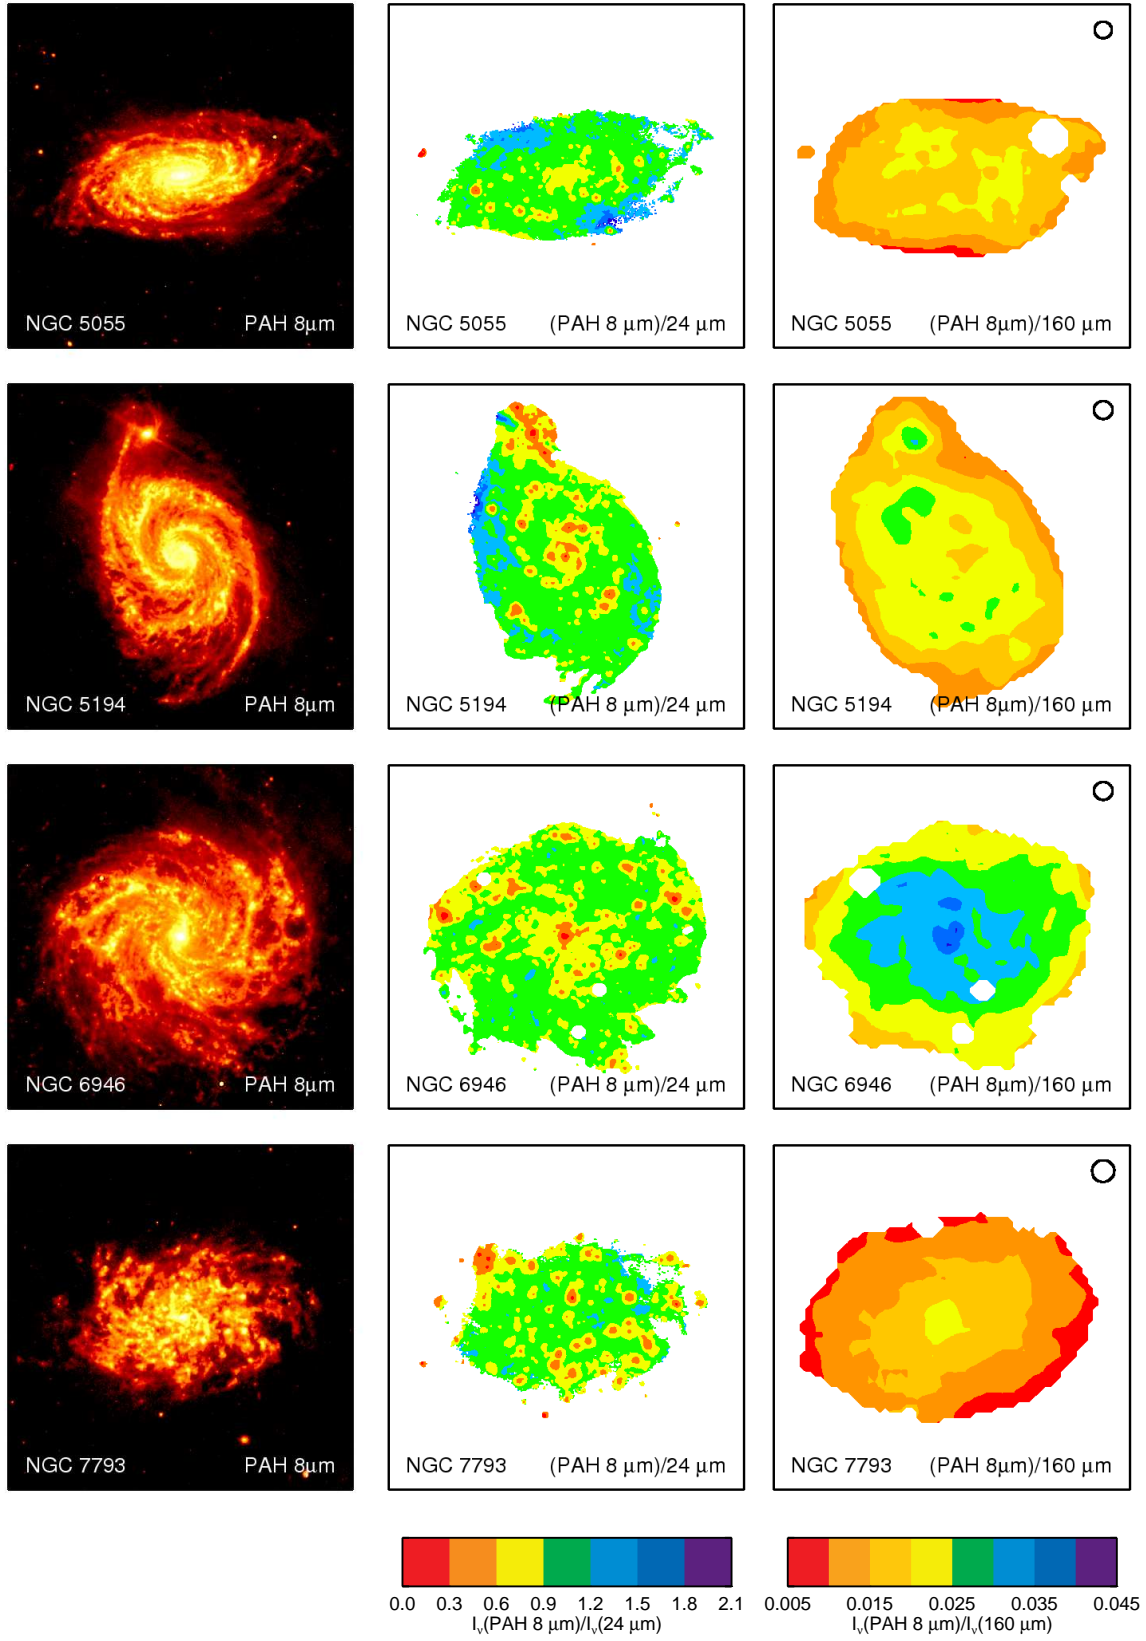 NGC 5055 PAH 8μm
NGC 5055 (PAH 8 μm)/24 μm
NGC 5055 (PAH 8μm)/160 μm
NGC 5194 PAH 8μm
NGC 5194 (PAH 8 μm)/24 μm
NGC 5194 (PAH 8μm)/160 μm
NGC 6946 PAH 8μm
NGC 6946 (PAH 8 μm)/24 μm
NGC 6946 (PAH 8μm)/160 μm
NGC 7793 PAH 8μm
NGC 7793 (PAH 8 μm)/24 μm
NGC 7793 (PAH 8μm)/160 μm
0.0 0.3 0.6 0.9 1.2 1.5 1.8 2.1
Iν(PAH 8 μm)/Iν(24 μm)
0.005 0.015 0.025 0.035 0.045
Iν(PAH 8 μm)/Iν(160 μm)